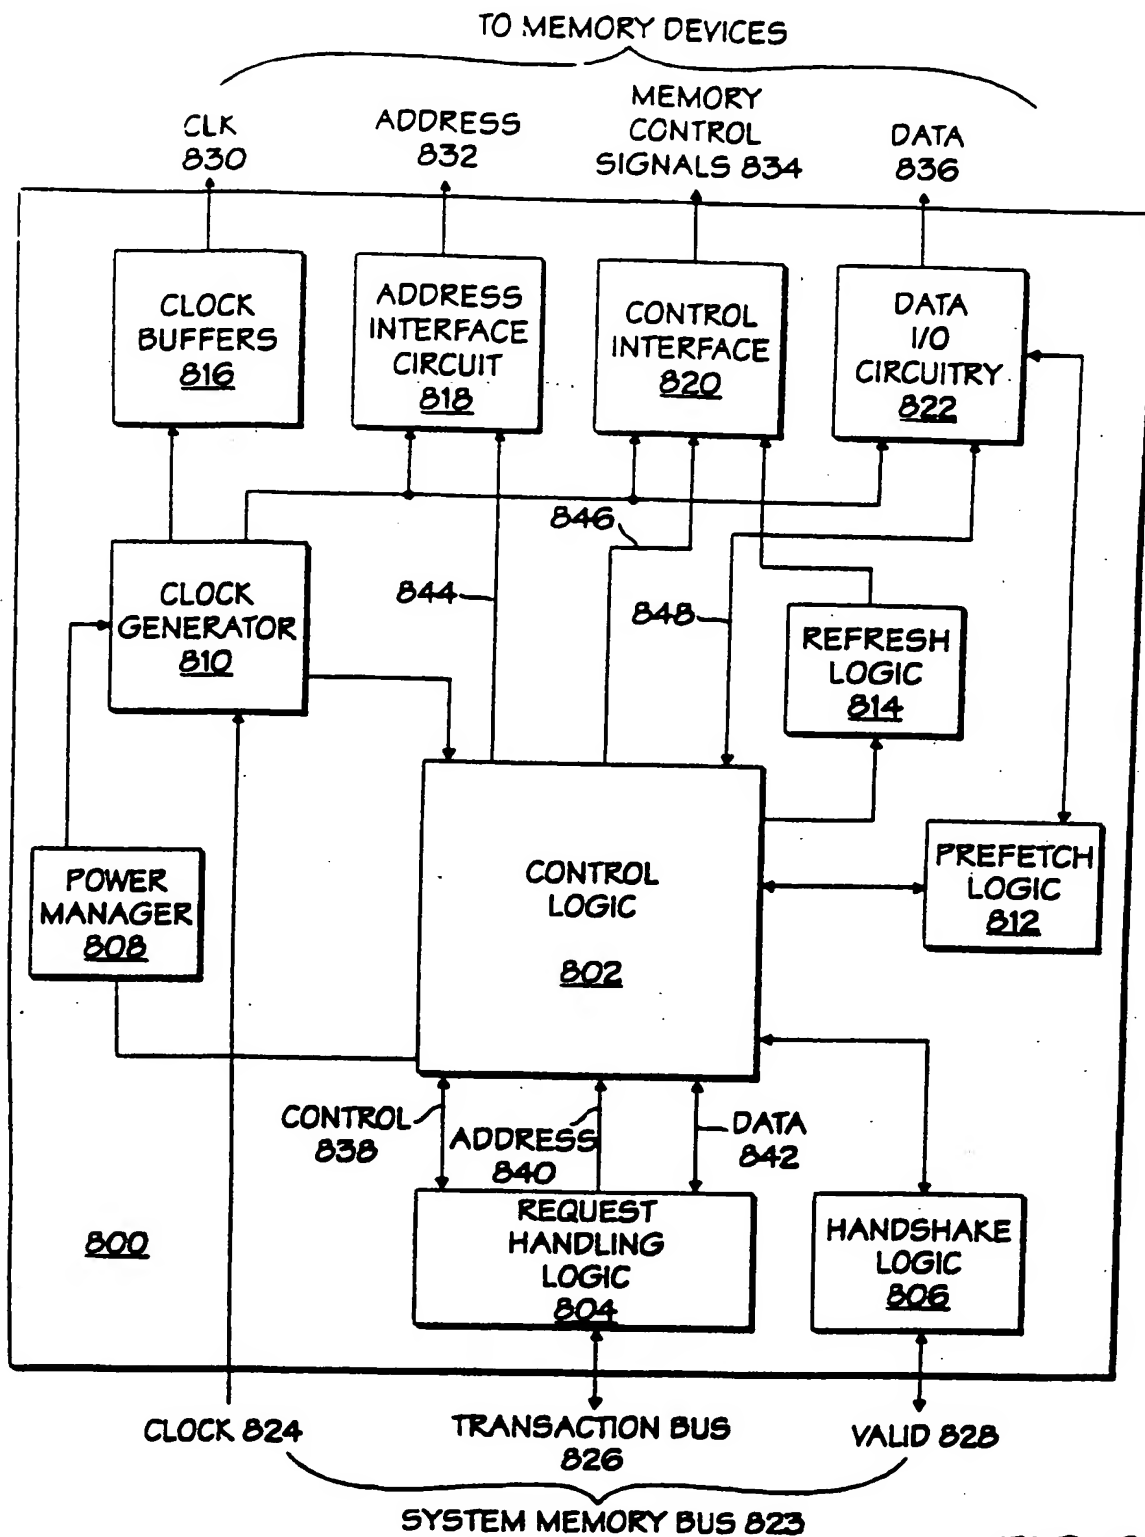 TO MEMORY DEVICES
CLK
830
ADDRESS
832
MEMORY
CONTROL
SIGNALS 834
DATA
836
CLOCK
BUFFERS
816
ADDRESS
INTERFACE
CIRCUIT
818
CONTROL
INTERFACE
820
DATA
I/O
CIRCUITRY
822
846
844
848
CLOCK
GENERATOR
810
REFRESH
LOGIC
814
POWER
MANAGER
808
CONTROL
LOGIC
802
PREFETCH
LOGIC
812
CONTROL
838
ADDRESS
840
DATA
842
800
REQUEST
HANDLING
LOGIC
804
HANDSHAKE
LOGIC
806
CLOCK 824
TRANSACTION BUS
826
VALID 828
SYSTEM MEMORY BUS 823